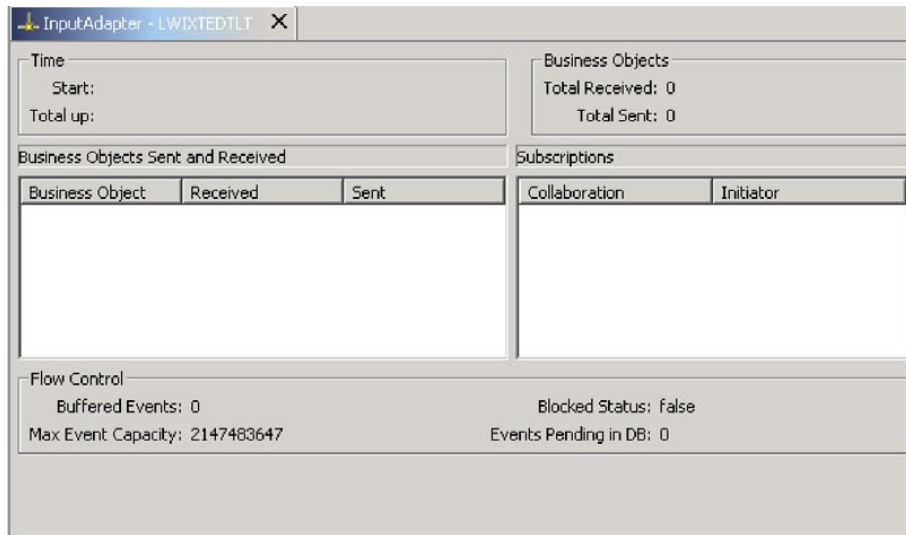 InputAdapter - LWIXTEDTLT X
Time
Start:
Total up:
Business Objects
Total Received: 0
Total Sent: 0
Business Objects Sent and Received
Business Object Received Sent
Subscriptions
Collaboration Initiator
Flow Control
Buffered Events: 0 Blocked Status: false
Max Event Capacity: 2147483647 Events Pending in DB: 0